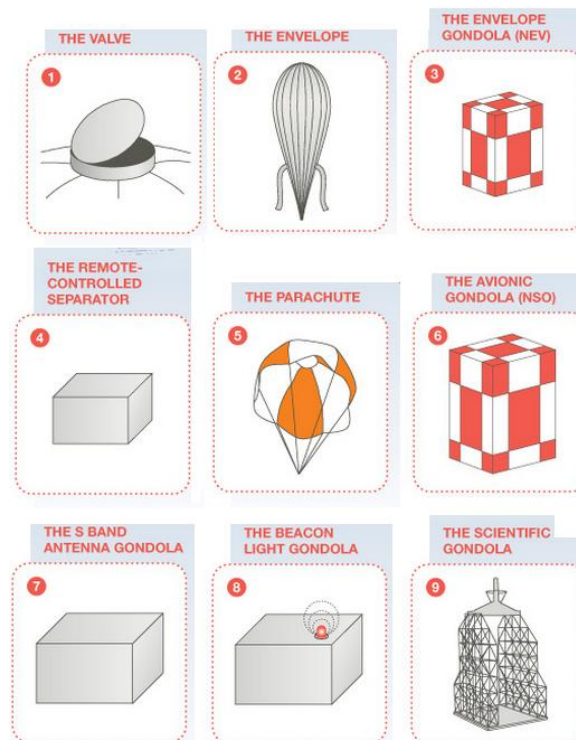 THE VALVE
1
THE ENVELOPE
2
THE ENVELOPE
GONDOLA (NEV)
3
THE REMOTE-
CONTROLLED
SEPARATOR
4
THE PARACHUTE
5
THE AVIONIC
GONDOLA (NSO)
6
THE S BAND
ANTENNA GONDOLA
7
THE BEACON
LIGHT GONDOLA
8
THE SCIENTIFIC
GONDOLA
9